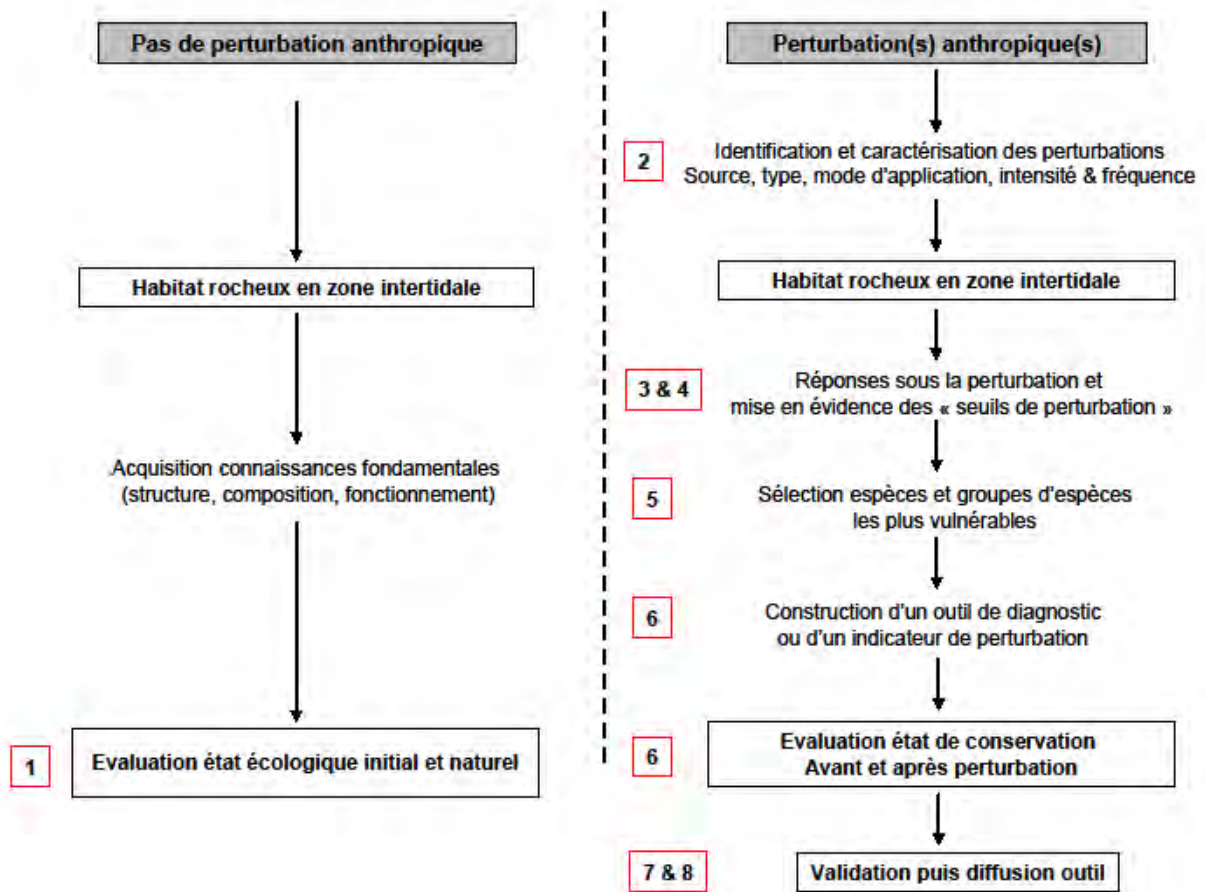 Pas de perturbation anthropique
Habitat rocheux en zone intertidale
Acquisition connaissances fondamentales
(structure, composition, fonctionnement)
1
Evaluation état écologique initial et naturel
Perturbation(s) anthropique(s)
2
Identification et caractérisation des perturbations
Source, type, mode d'application, intensité & fréquence
Habitat rocheux en zone intertidale
3 & 4
Réponses sous la perturbation et
mise en évidence des « seuils de perturbation »
5
Sélection espèces et groupes d'espèces
les plus vulnérables
6
Construction d'un outil de diagnostic
ou d'un indicateur de perturbation
6
Evaluation état de conservation
Avant et après perturbation
7 & 8
Validation puis diffusion outil